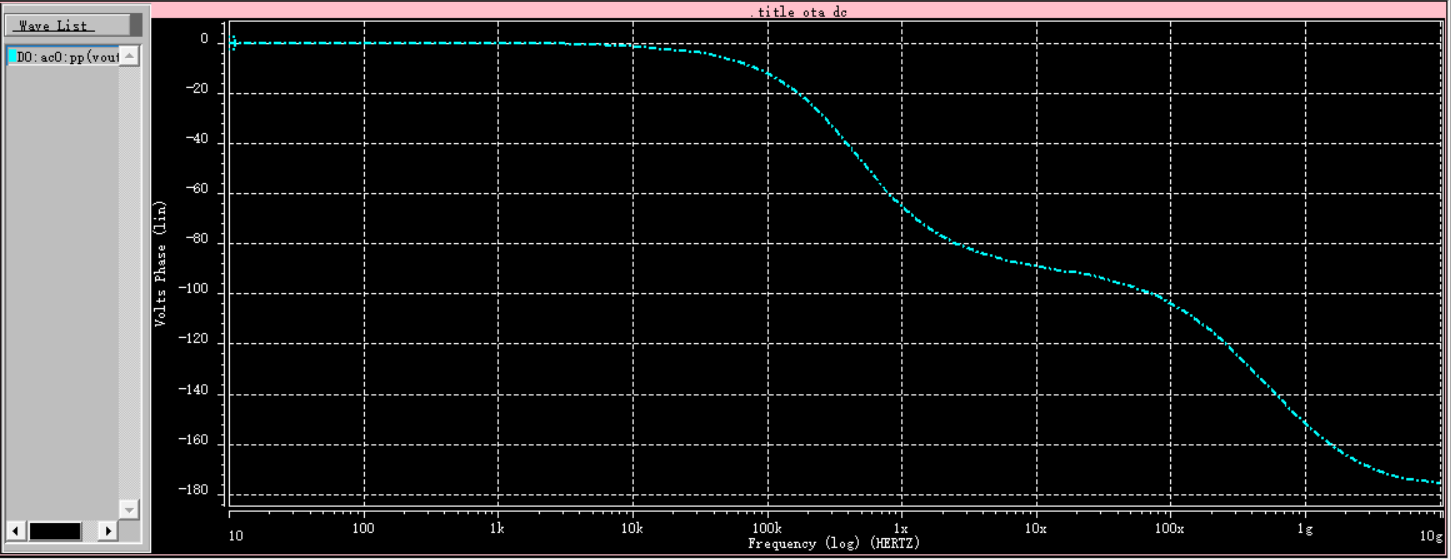 .title ota dc
Wave List
D0:ac0:pp(vout
0
-20
-40
-60
-80
-100
-120
-140
-160
-180
Volts Phase (lin)
10
100
1k
10k
100k
1x
10x
100x
1g
10g
Frequency (log) (HERTZ)